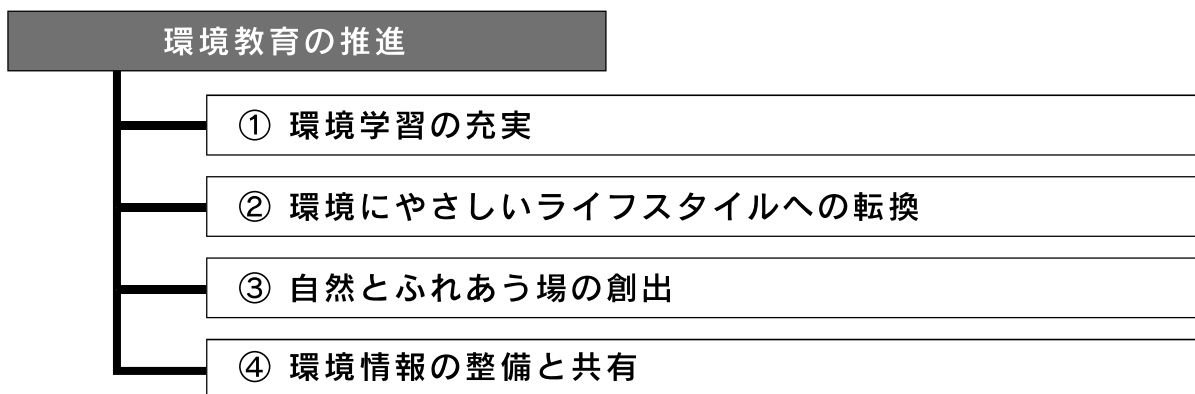 環境教育の推進
① 環境学習の充実
② 環境にやさしいライフスタイルへの転換
③ 自然とふれあう場の創出
④ 環境情報の整備と共有